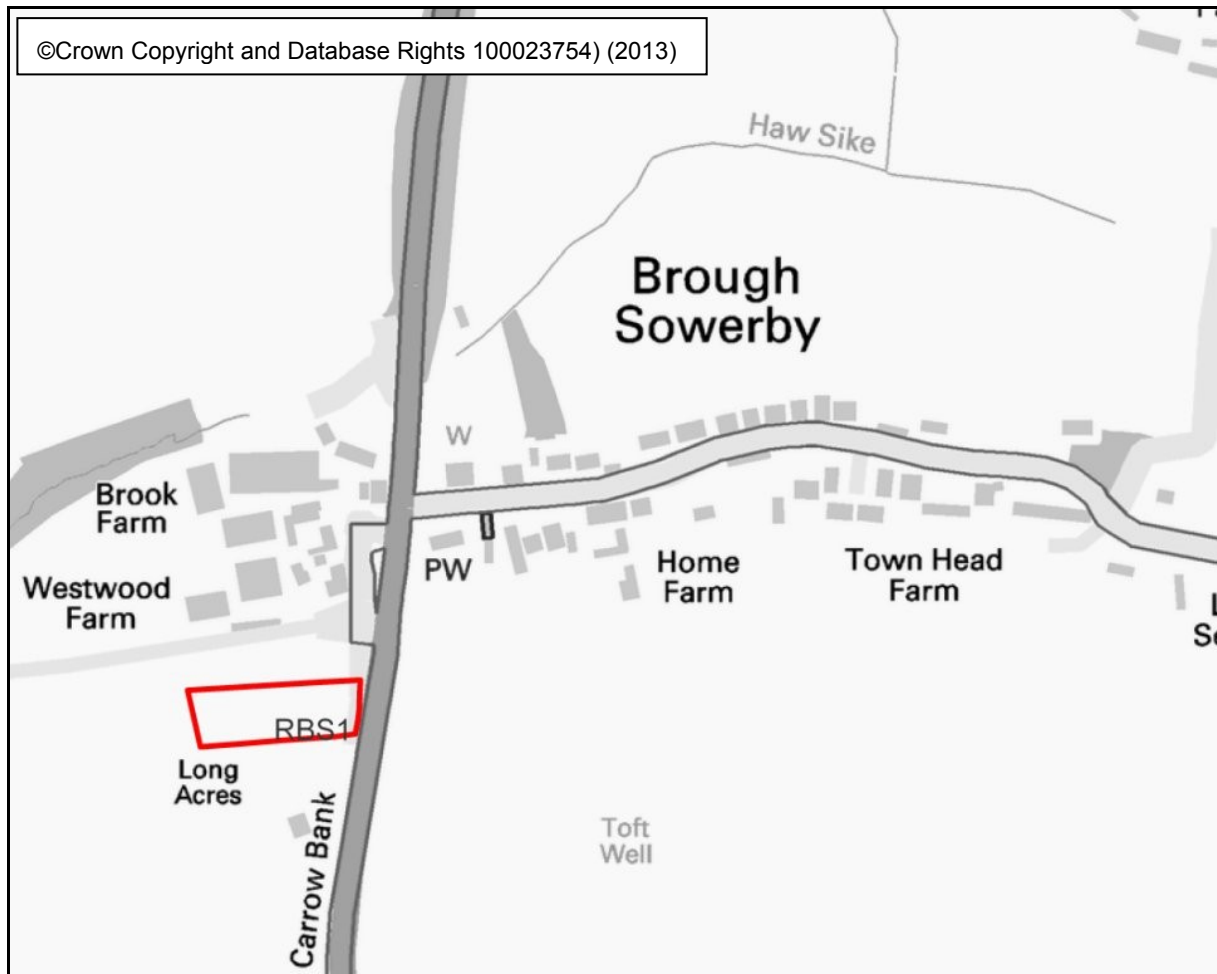 ©Crown Copyright and Database Rights 100023754) (2013)
Haw Sike
Brough
Sowerby
W
Brook
Farm
PW
Home
Farm
Town Head
Farm
Westwood
Farm
RBS1
Long
Acres
Carrow Bank
Toft
Well